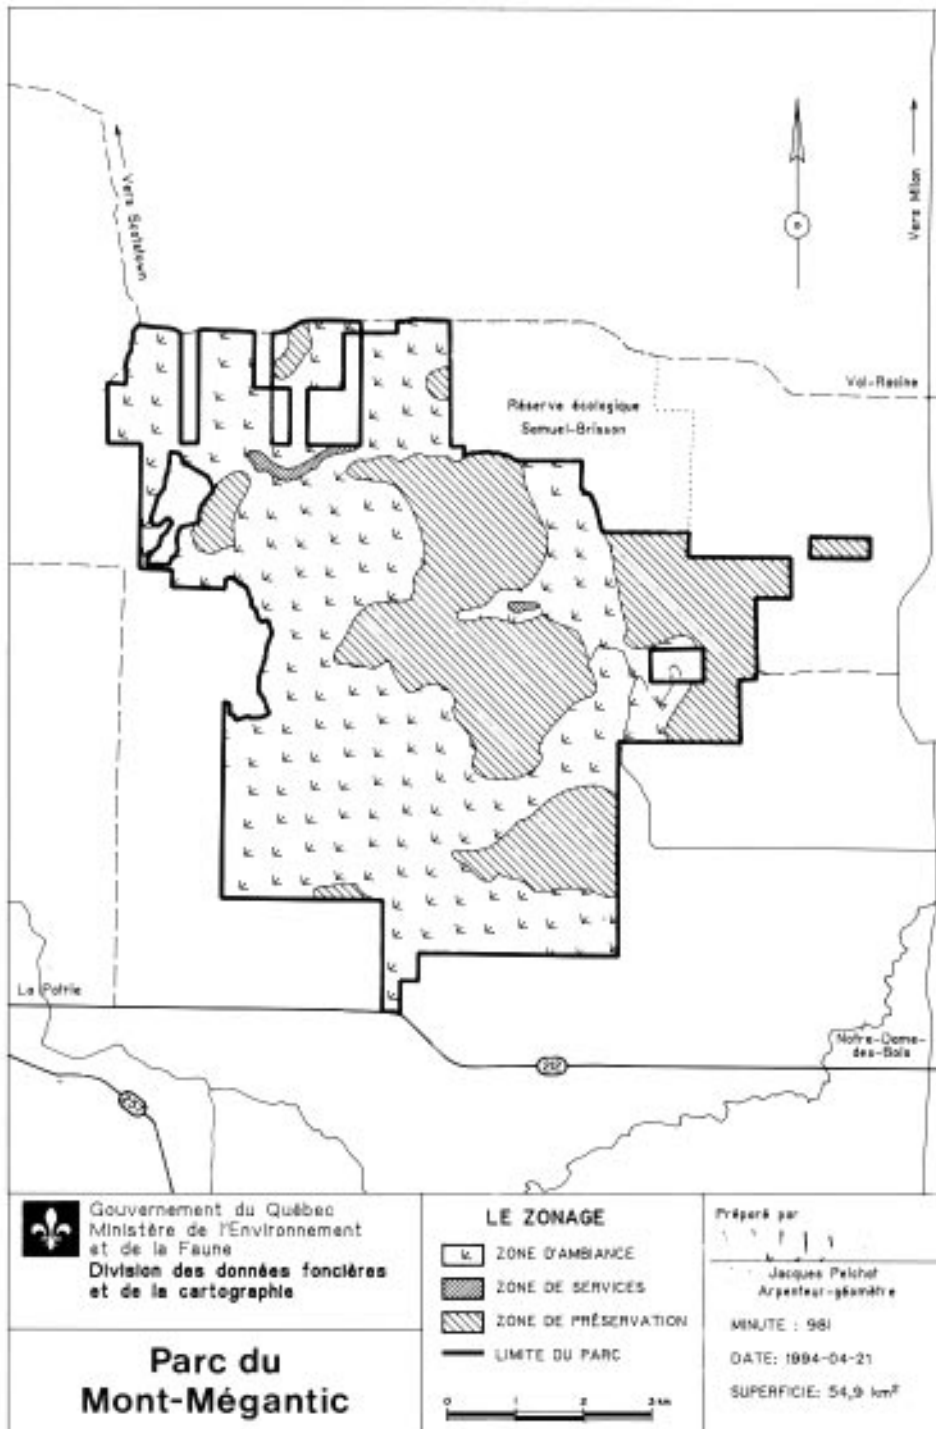 Vers Scotstown
Vers Milan
Val-Racine
Réserve écologique
Samuel-Brisson
La Patrie
Notre-Dame-
des-Bois
212
Gouvernement du Québec
Ministère de l'Environnement
et de la Faune
Division des données foncières
et de la cartographie
Parc du
Mont-Mégantic
LE ZONAGE
ZONE D'AMBIANCE
ZONE DE SERVICES
ZONE DE PRÉSERVATION
LIMITE DU PARC
0 1 2 3 km
Préparé par
Jacques Pelchat
Arpenteur-géomètre
MINUTE : 981
DATE: 1994-04-21
SUPERFICIE: 54,9 km²